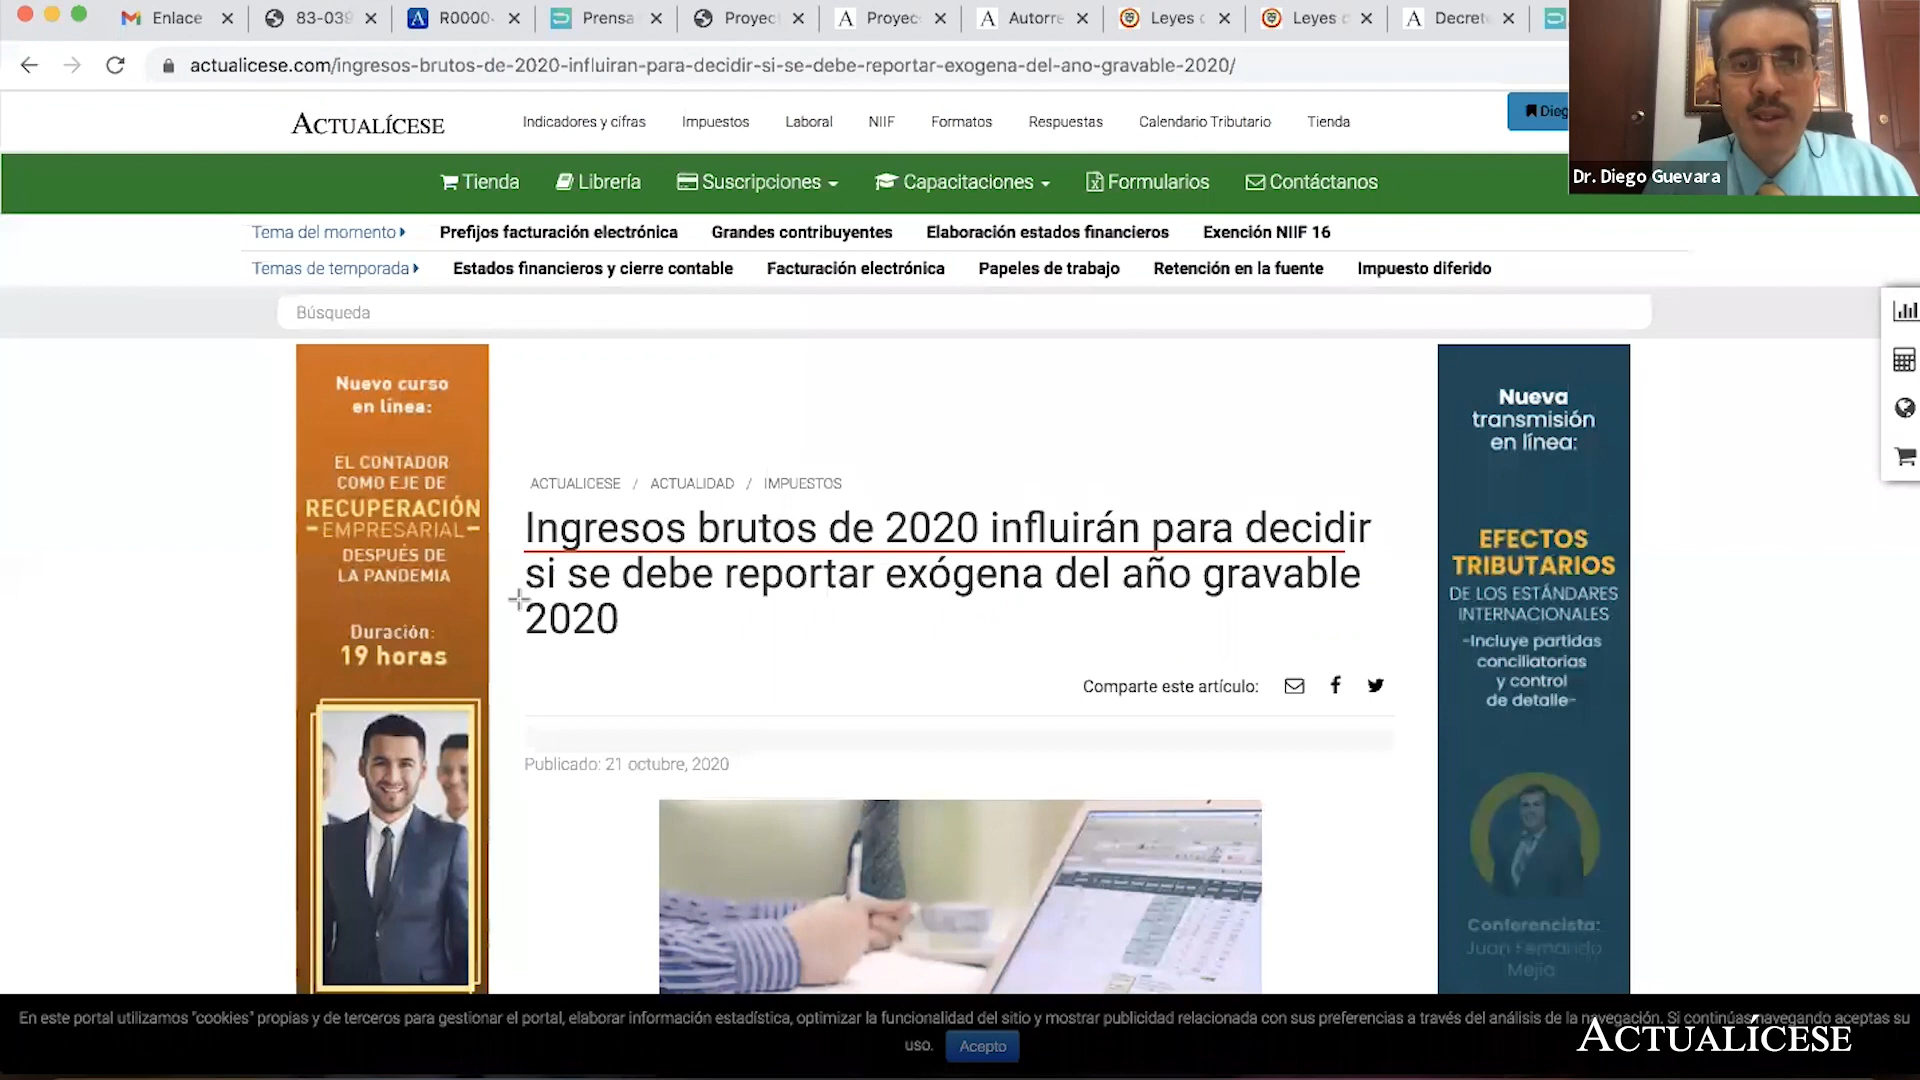 Enlace
83-039
R0000
Prensa
Proyec
Proyec
Autorre
Leyes
Leyes
Decret
actualicese.com/ingresos-brutos-de-2020-influiran-para-decidir-si-se-debe-reportar-exogena-del-ano-gravable-2020/
ACTUALÍCESE
Indicadores y cifras
Impuestos
Laboral
NIIF
Formatos
Respuestas
Calendario Tributario
Tienda
Dieg
Dr. Diego Guevara
Tienda
Librería
Suscripciones
Capacitaciones
Formularios
Contáctanos
Tema del momento
Prefijos facturación electrónica
Grandes contribuyentes
Elaboración estados financieros
Exención NIIF 16
Temas de temporada
Estados financieros y cierre contable
Facturación electrónica
Papeles de trabajo
Retención en la fuente
Impuesto diferido
Búsqueda
Nuevo curso
en línea:
EL CONTADOR
COMO EJE DE
RECUPERACIÓN
EMPRESARIAL
DESPUÉS DE
LA PANDEMIA
Duración:
19 horas
ACTUALICESE / ACTUALIDAD / IMPUESTOS
Ingresos brutos de 2020 influirán para decidir
si se debe reportar exógena del año gravable
2020
Comparte este artículo:
Publicado: 21 octubre, 2020
Nueva
transmisión
en línea:
EFECTOS
TRIBUTARIOS
DE LOS ESTÁNDARES
INTERNACIONALES
-Incluye partidas
conciliatorias
y control
de detalle-
Conferencista:
Juan Fernando
Mejía
En este portal utilizamos "cookies" propias y de terceros para gestionar el portal, elaborar información estadística, optimizar la funcionalidad del sitio y mostrar publicidad relacionada con sus preferencias a través del análisis de la navegación. Si continúas navegando aceptas su
uso.
Acepto
ACTUALÍCESE